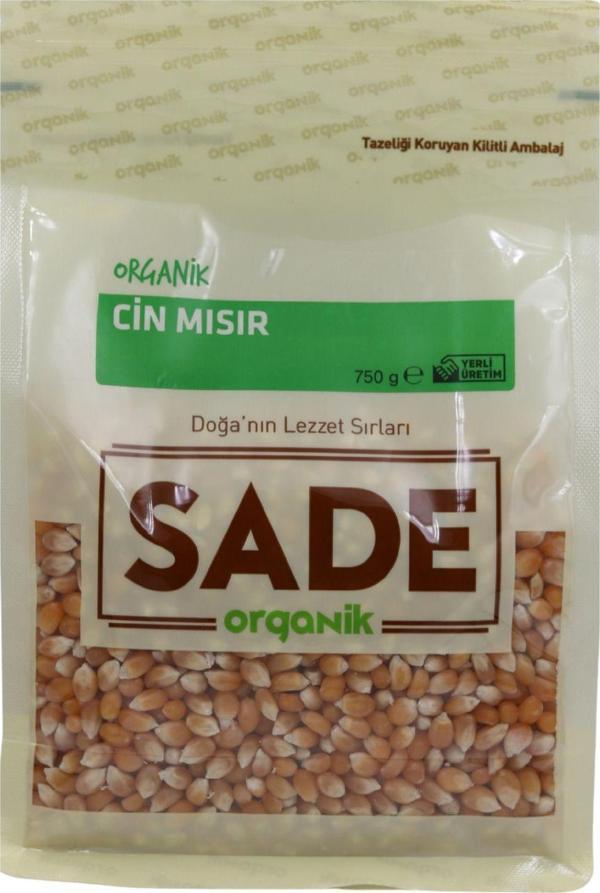 Tazeliği Koruyan Kilitli Ambalaj
ORGANİK
CİN MISIR
750 g ℮
YERLİ
ÜRETİM
Doğa'nın Lezzet Sırları
SADE
organik